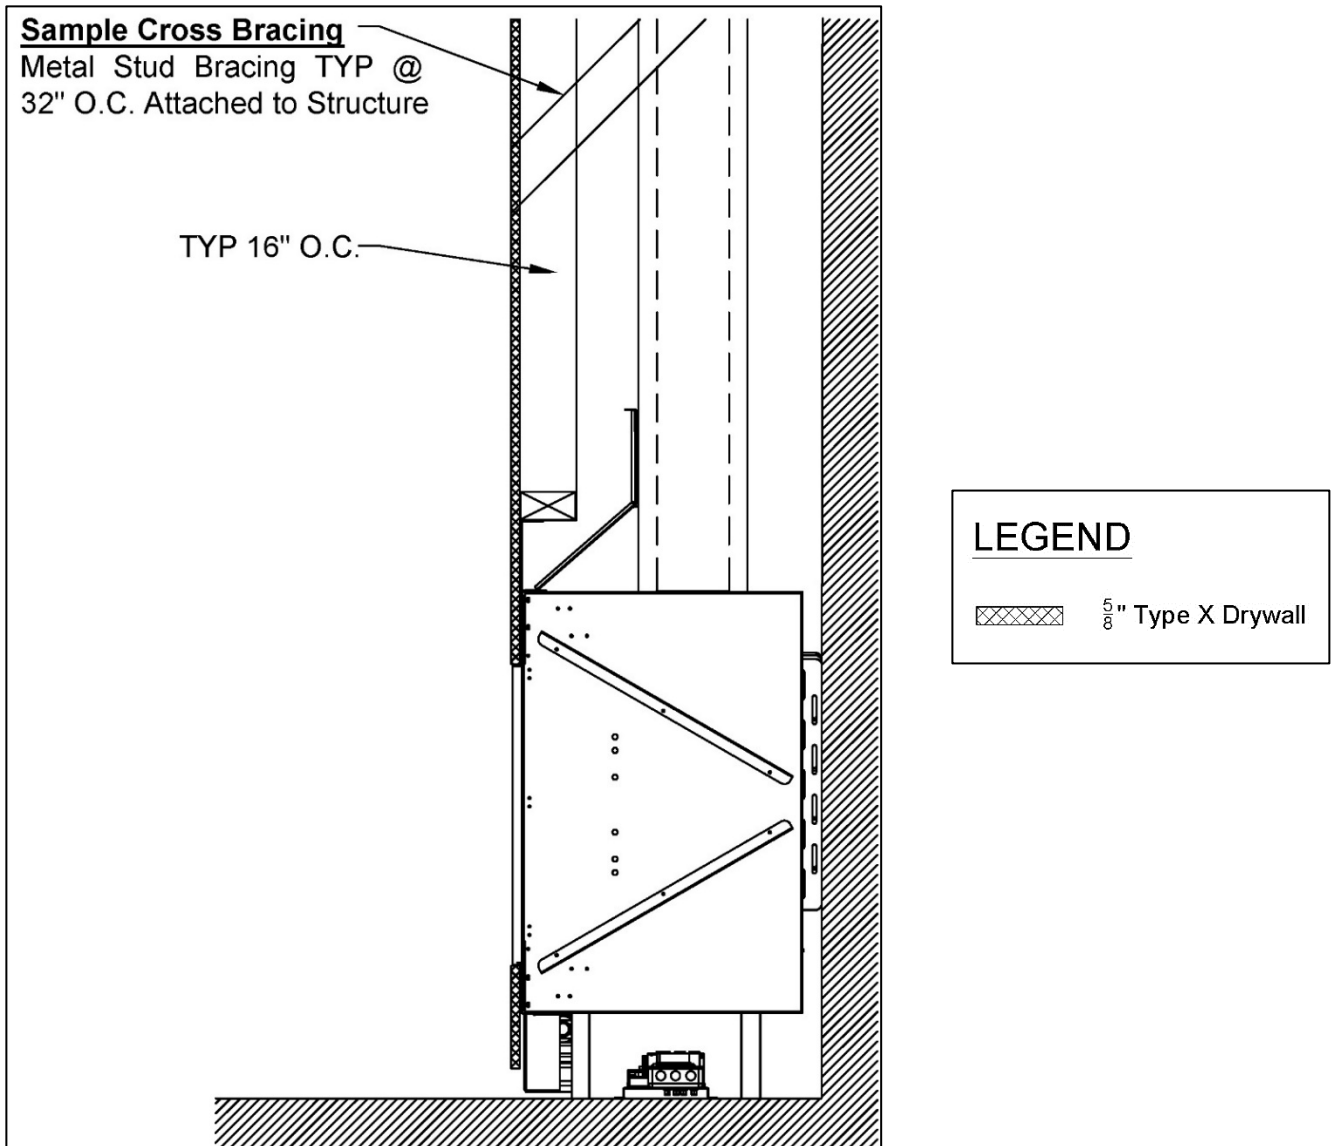 Sample Cross Bracing
Metal Stud Bracing TYP @
32" O.C. Attached to Structure
TYP 16" O.C.
LEGEND
5/8" Type X Drywall